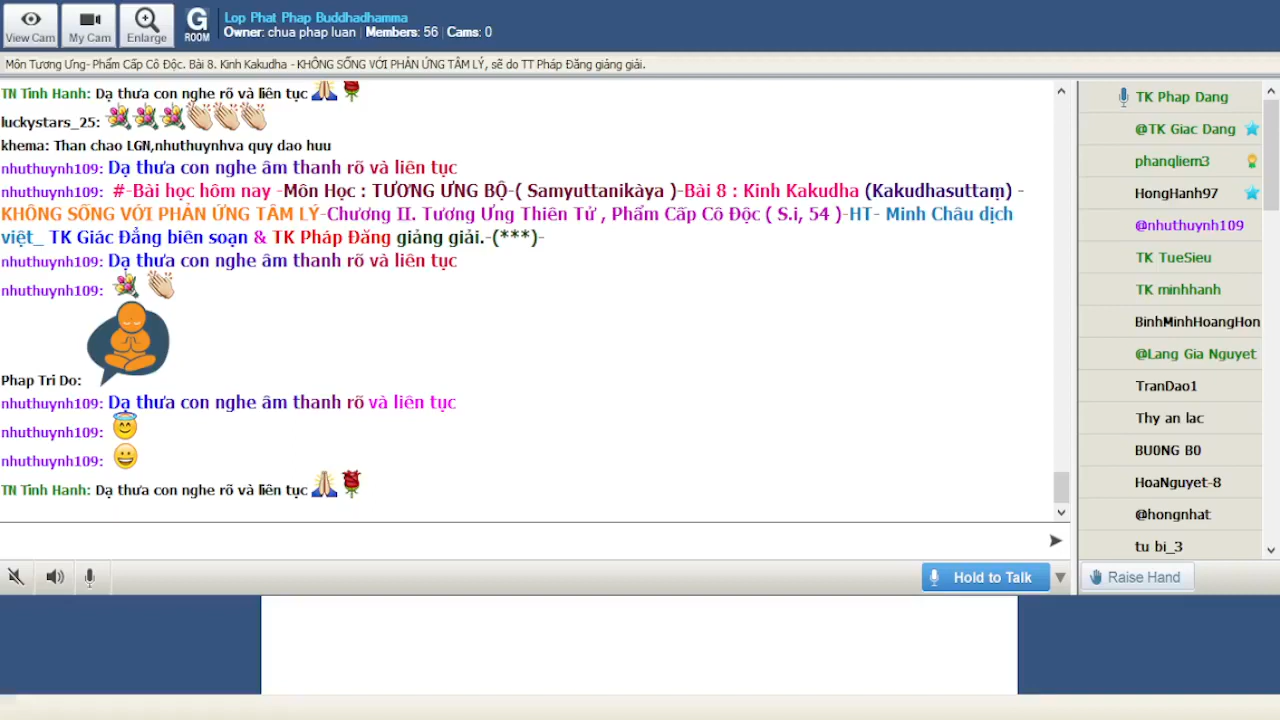 View Cam
My Cam
Enlarge
G
ROOM
Lop Phat Phap Buddhadhamma
Owner: chua phap luan | Members: 56 | Cams: 0
Môn Tương Ưng- Phẩm Cấp Cô Độc. Bài 8. Kinh Kakudha - KHÔNG SỐNG VỚI PHẢN ỨNG TÂM LÝ, sẽ do TT Pháp Đăng giảng giải.
TN Tinh Hanh: Dạ thưa con nghe rõ và liên tục
luckystars_25:
khema: Than chao LGN,nhuthuynhva quy dao huu
nhuthuynh109: Dạ thưa con nghe âm thanh rõ và liên tục
nhuthuynh109: #-Bài học hôm nay -Môn Học : TƯƠNG ƯNG BỘ-( Samyuttanikàya )-Bài 8 : Kinh Kakudha (Kakudhasuttaṃ) -
KHÔNG SỐNG VỚI PHẢN ỨNG TÂM LÝ-Chương II. Tương Ưng Thiên Tử , Phẩm Cấp Cô Độc ( S.i, 54 )-HT- Minh Châu dịch
việt_ TK Giác Đẳng biên soạn & TK Pháp Đăng giảng giải.-(***)-
nhuthuynh109: Dạ thưa con nghe âm thanh rõ và liên tục
nhuthuynh109:
Phap Tri Do:
nhuthuynh109: Dạ thưa con nghe âm thanh rõ và liên tục
nhuthuynh109:
nhuthuynh109:
TN Tinh Hanh: Dạ thưa con nghe rõ và liên tục
Hold to Talk
TK Phap Dang
@TK Giac Dang
phanqliem3
HongHanh97
@nhuthuynh109
TK TueSieu
TK minhhanh
BinhMinhHoangHon
@Lang Gia Nguyet
TranDao1
Thy an lac
BU0NG B0
HoaNguyet-8
@hongnhat
tu bi_3
Raise Hand